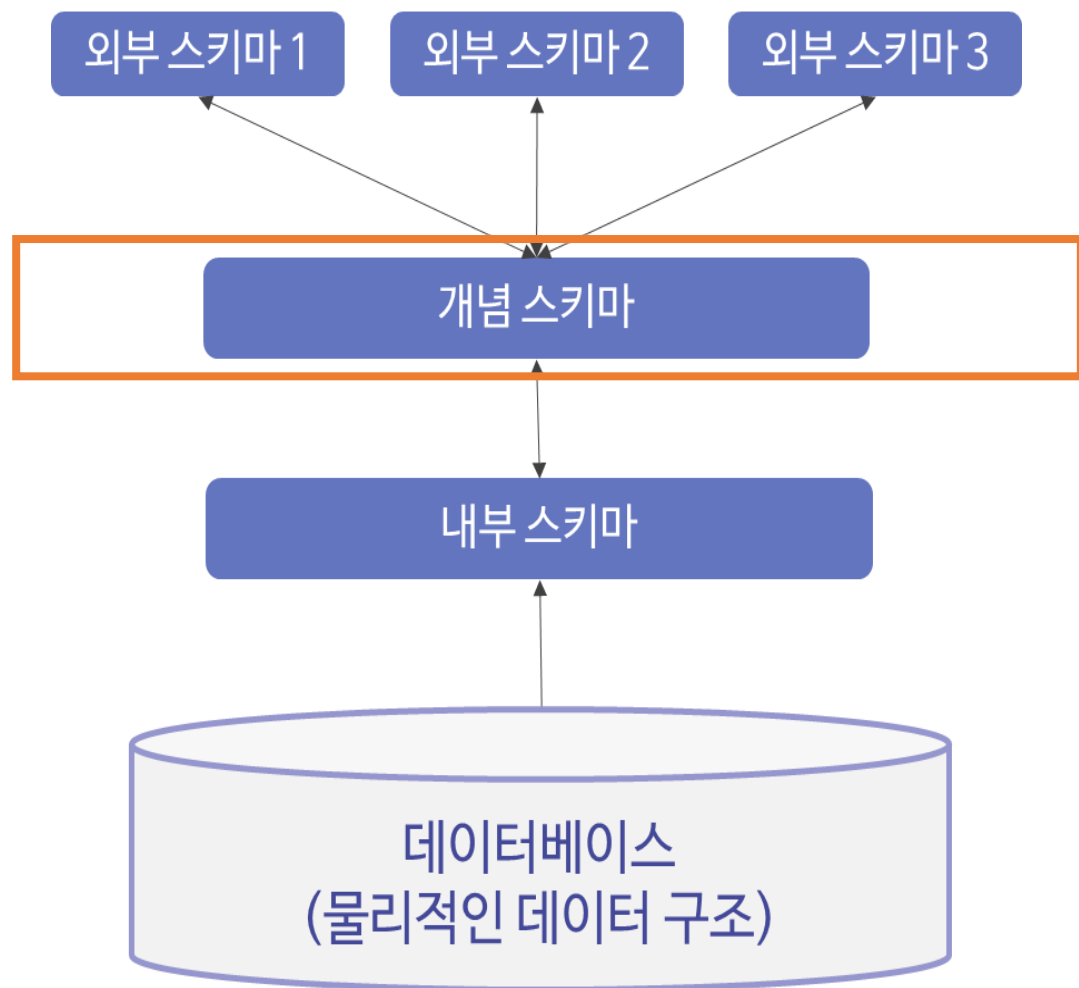 외부 스키마 1
외부 스키마 2
외부 스키마 3
개념 스키마
내부 스키마
데이터베이스
(물리적인 데이터 구조)